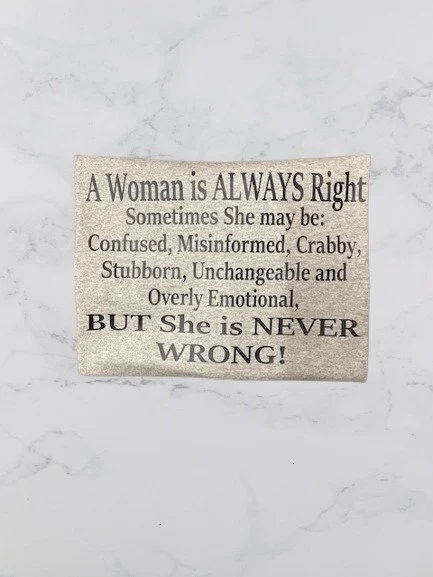 A Woman is ALWAYS Right
Sometimes She may be:
Confused, Misinformed, Crabby,
Stubborn, Unchangeable and
Overly Emotional,
BUT She is NEVER
WRONG!